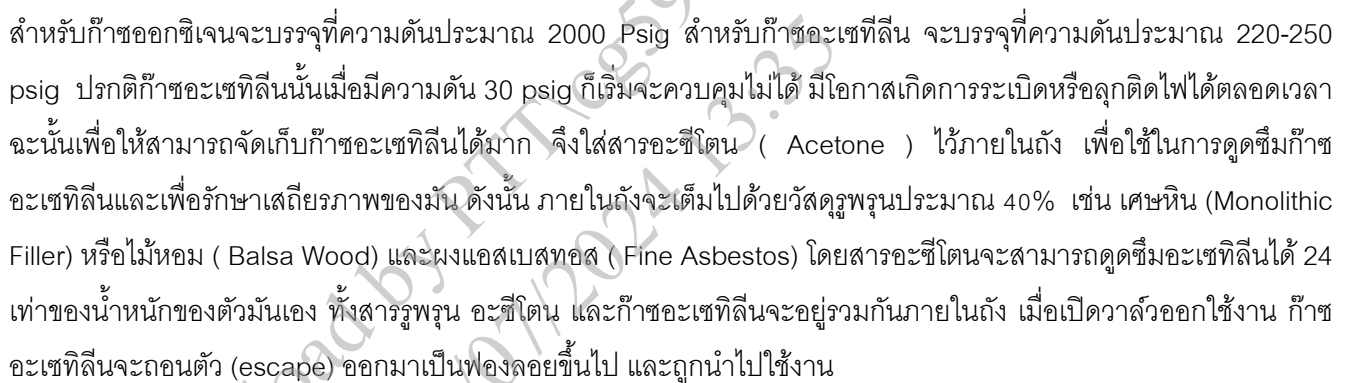 สำหรับก๊าซออกซิเจนจะบรรจุที่ความดันประมาณ 2000 Psig สำหรับก๊าซอะเซทีลีน จะบรรจุที่ความดันประมาณ 220-250
psig ปรกติก๊าซอะเซทิลีนนั้นเมื่อมีความดัน 30 psig ก็เริ่มจะควบคุมไม่ได้ มีโอกาสเกิดการระเบิดหรือลุกติดไฟได้ตลอดเวลา
ฉะนั้นเพื่อให้สามารถจัดเก็บก๊าซอะเซทิลีนได้มาก จึงใส่สารอะซีโตน ( Acetone ) ไว้ภายในถัง เพื่อใช้ในการดูดซึมก๊าซ
อะเซทิลีนและเพื่อรักษาเสถียรภาพของมัน ดังนั้น ภายในถังจะเต็มไปด้วยวัสดุรูพรุนประมาณ 40% เช่น เศษหิน (Monolithic
Filler) หรือไม้หอม ( Balsa Wood) และผงแอสเบสทอส ( Fine Asbestos) โดยสารอะซีโตนจะสามารถดูดซึมอะเซทิลีนได้ 24
เท่าของน้ำหนักของตัวมันเอง ทั้งสารรูพรุน อะซีโตน และก๊าซอะเซทิลีนจะอยู่รวมกันภายในถัง เมื่อเปิดวาล์วออกใช้งาน ก๊าซ
อะเซทิลีนจะถอนตัว (escape) ออกมาเป็นฟองลอยขึ้นไป และถูกนำไปใช้งาน